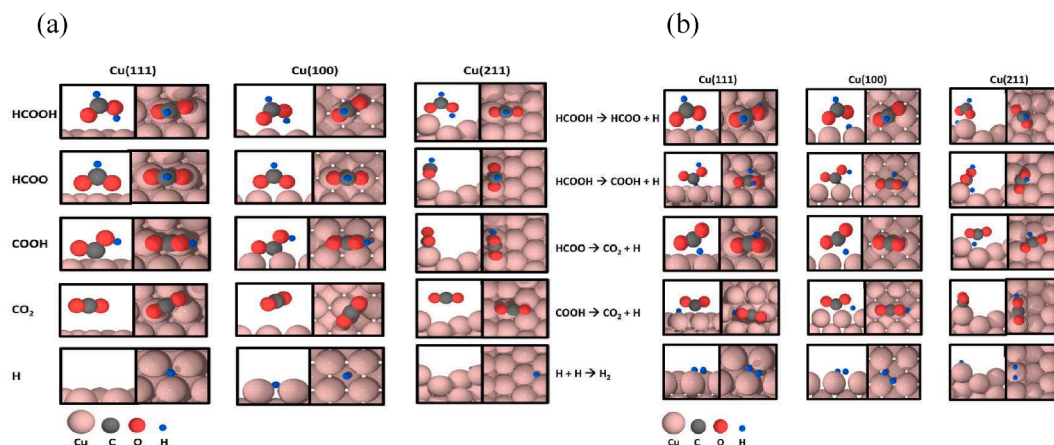 (a)
(b)
Cu(111) Cu(100) Cu(211)
Cu(111) Cu(100) Cu(211)
HCOOH
HCOOH → HCOO + H
HCOO
HCOOH → COOH + H
COOH
HCOO → CO₂ + H
CO₂
COOH → CO₂ + H
H
H + H → H₂
Cu C O H
Cu C O H